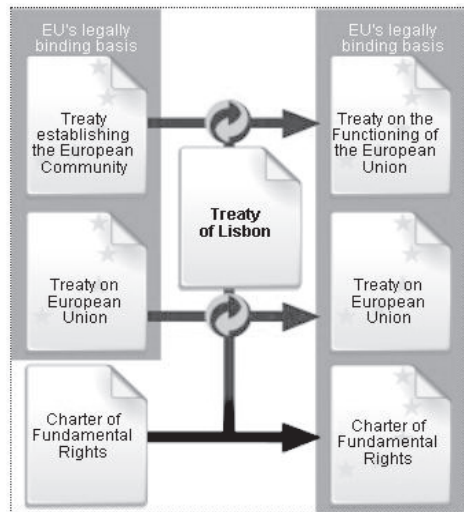 EU's legally
binding basis
Treaty
establishing
the European
Community
Treaty on
European
Union
Charter of
Fundamental
Rights
Treaty
of Lisbon
EU's legally
binding basis
Treaty on the
Functioning of
the European
Union
Treaty on
European
Union
Charter of
Fundamental
Rights